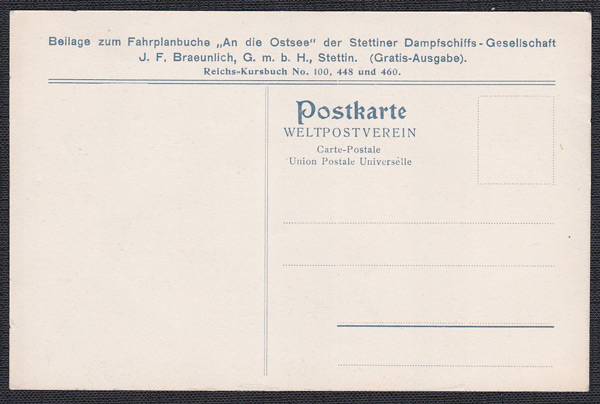 Beilage zum Fahrplanbuche „An die Ostsee" der Stettiner Dampfschiffs-Gesellschaft
J. F. Braeunlich, G. m. b. H., Stettin. (Gratis-Ausgabe).
Reichs-Kursbuch No. 100, 448 und 460.
Postkarte
WELTPOSTVEREIN
Carte-Postale
Union Postale Universélle